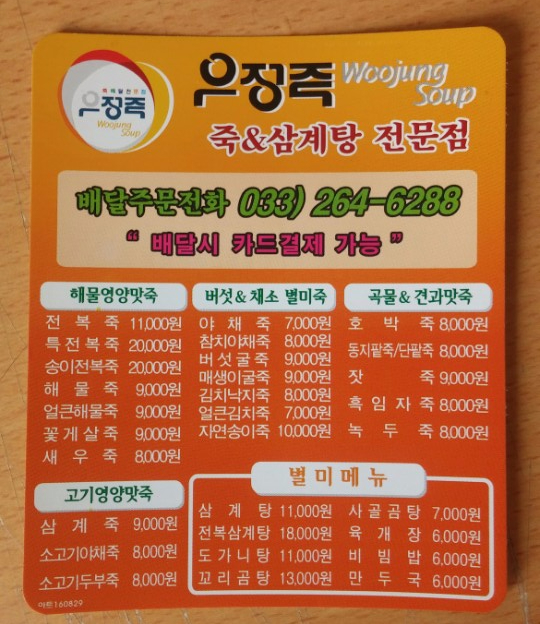 우정죽
Woojung
Soup
우정죽 Woojung
Soup
죽&삼계탕 전문점
배달주문전화 033) 264-6288
“ 배달시 카드결제 가능 ”
해물영양맛죽
전복죽 11,000원
특전복죽 20,000원
송이전복죽 20,000원
해물죽 9,000원
얼큰해물죽 9,000원
꽃게살죽 9,000원
새우죽 8,000원
고기영양맛죽
삼계죽 9,000원
소고기야채죽 8,000원
소고기두부죽 8,000원
버섯&채소 별미죽
야채죽 7,000원
참치야채죽 8,000원
버섯굴죽 9,000원
매생이굴죽 9,000원
김치낙지죽 8,000원
얼큰김치죽 7,000원
자연송이죽 10,000원
곡물&견과맛죽
호박죽 8,000원
동지팥죽/단팥죽 8,000원
잣죽 9,000원
흑임자죽 8,000원
녹두죽 8,000원
별미메뉴
삼계탕 11,000원
전복삼계탕 18,000원
도가니탕 11,000원
꼬리곰탕 13,000원
사골곰탕 7,000원
육개장 6,000원
비빔밥 6,000원
만두국 6,000원
아트160829